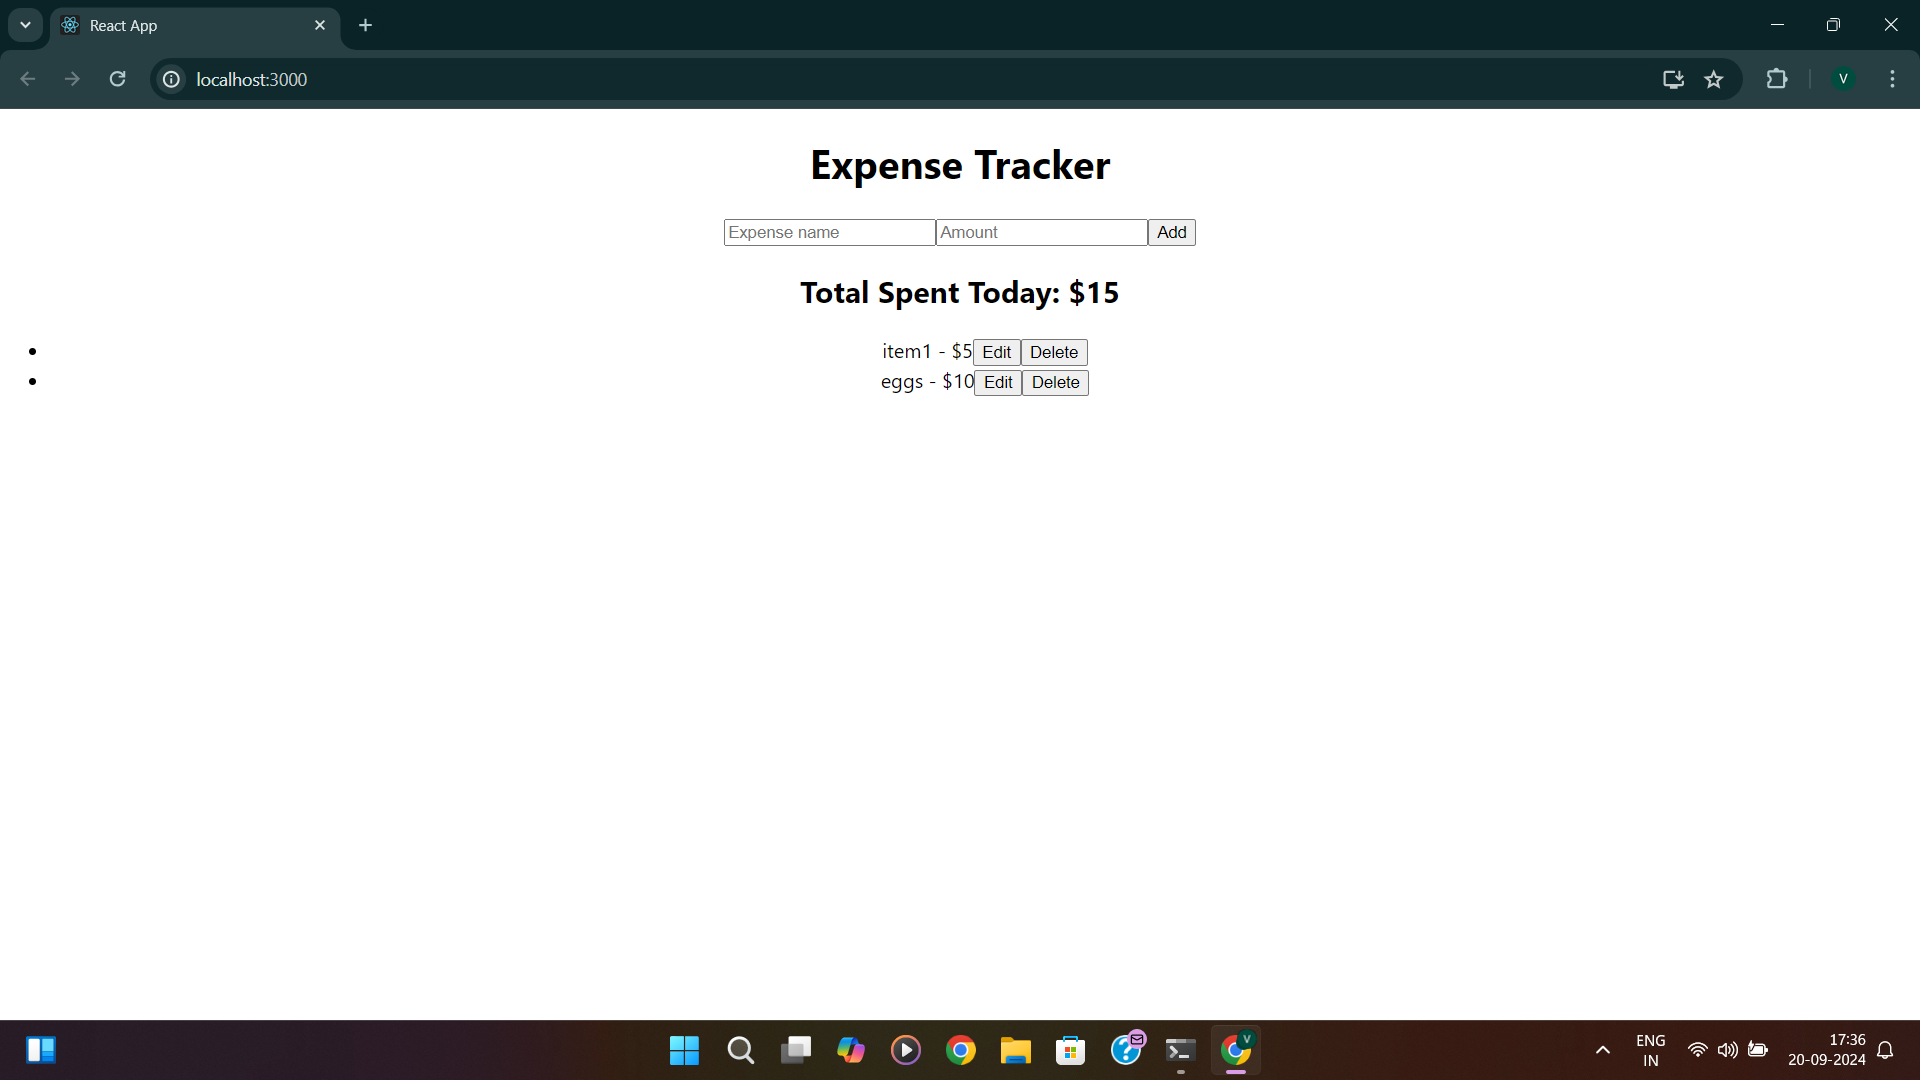 React App
localhost:3000
V
Expense Tracker
Expense name Amount Add
Total Spent Today: $15
item1 - $5 Edit Delete
eggs - $10 Edit Delete
V
ENG
IN
17:36
20-09-2024